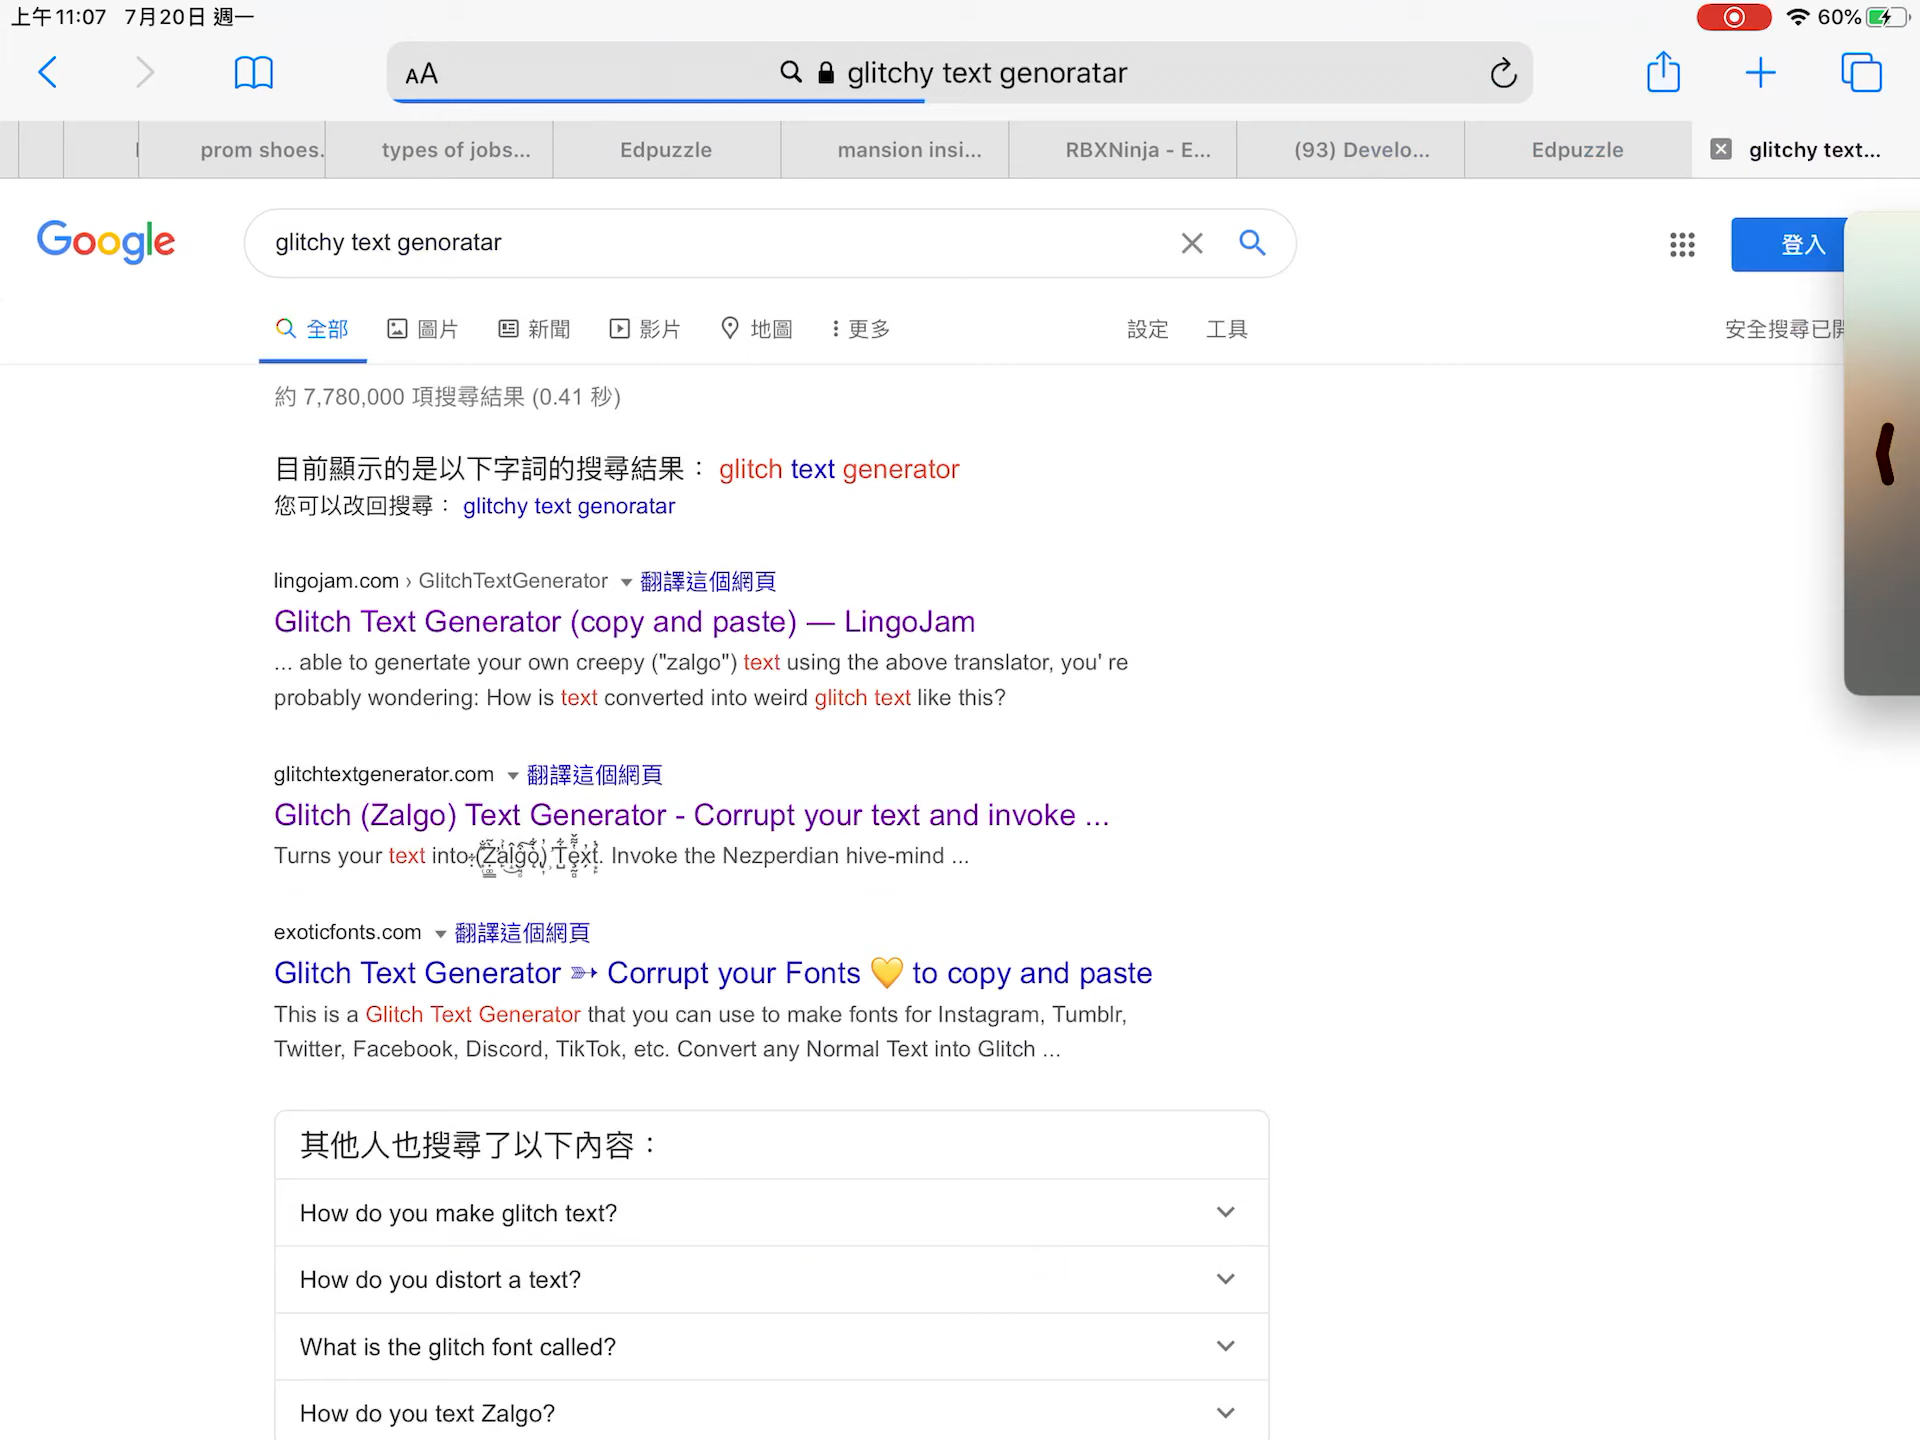 上午11:07 7月20日 週一 60%
AA glitchy text genoratar
prom shoes. types of jobs... Edpuzzle mansion insi... RBXNinja - E... (93) Develo... Edpuzzle glitchy text...
Google glitchy text genoratar 登入
全部 圖片 新聞 影片 地圖 更多 設定 工具 安全搜尋已
約 7,780,000 項搜尋結果 (0.41 秒)
目前顯示的是以下字詞的搜尋結果： glitch text generator
您可以改回搜尋： glitchy text genoratar
lingojam.com › GlitchTextGenerator 翻譯這個網頁
Glitch Text Generator (copy and paste) — LingoJam
... able to genertate your own creepy ("zalgo") text using the above translator, you' re
probably wondering: How is text converted into weird glitch text like this?
glitchtextgenerator.com 翻譯這個網頁
Glitch (Zalgo) Text Generator - Corrupt your text and invoke ...
Turns your text into (Zalgo) Text. Invoke the Nezperdian hive-mind ...
exoticfonts.com 翻譯這個網頁
Glitch Text Generator ➳ Corrupt your Fonts 💛 to copy and paste
This is a Glitch Text Generator that you can use to make fonts for Instagram, Tumblr,
Twitter, Facebook, Discord, TikTok, etc. Convert any Normal Text into Glitch ...
其他人也搜尋了以下內容：
How do you make glitch text?
How do you distort a text?
What is the glitch font called?
How do you text Zalgo?